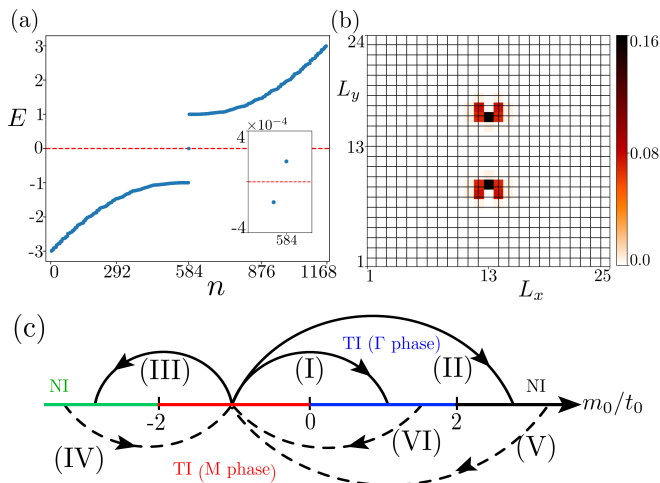 (a)
3
2
1
E
0
-1
-2
-3
0
292
584
876
1168
n
×10⁻⁴
4
-4
584
(b)
24
L_y
13
1
1
13
25
L_x
0.16
0.08
0.0
(c)
TI (Γ phase)
NI
(III)
(I)
(II)
NI
-2
0
2
m₀/t₀
(IV)
(VI)
(V)
TI (M phase)